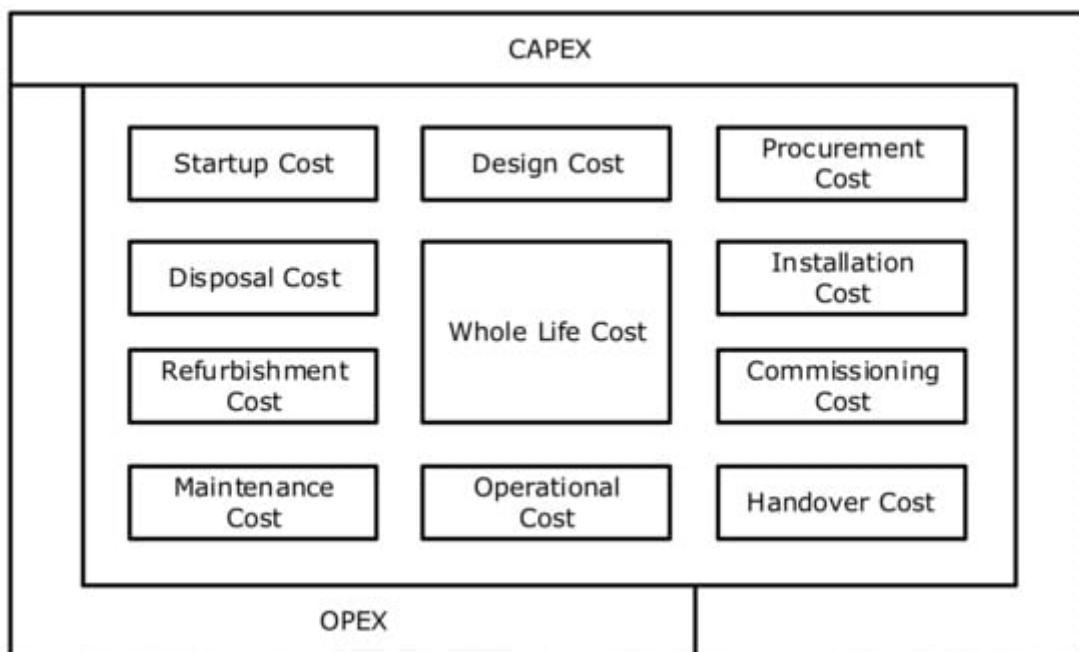 CAPEX
Startup Cost
Design Cost
Procurement
Cost
Disposal Cost
Whole Life Cost
Installation
Cost
Refurbishment
Cost
Commissioning
Cost
Maintenance
Cost
Operational
Cost
Handover Cost
OPEX